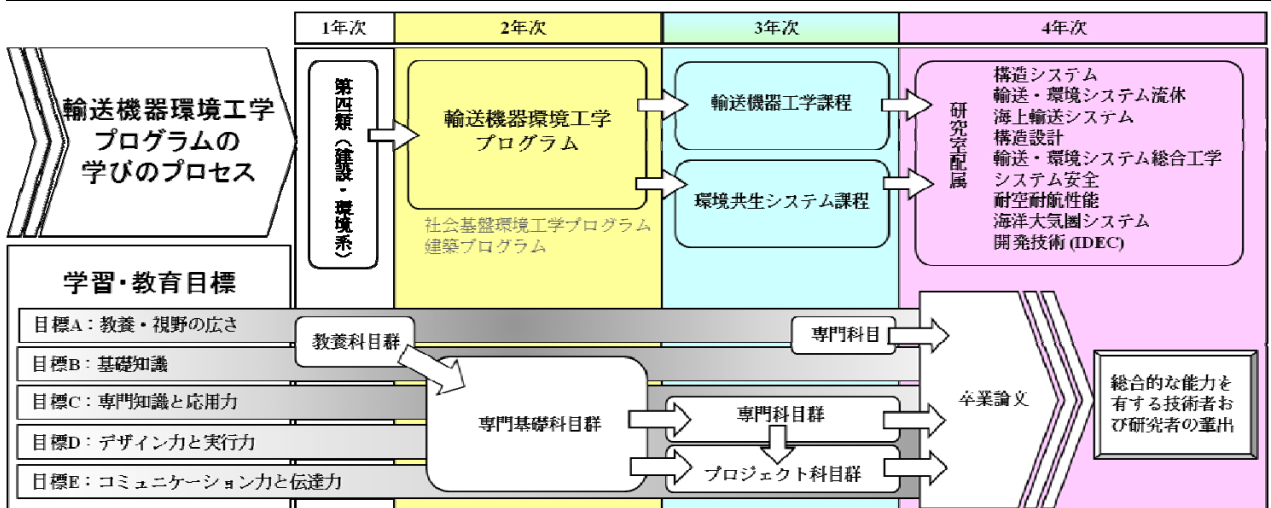 1年次
2年次
3年次
4年次
輸送機器環境工学
プログラムの
学びのプロセス
第四類（建設・環境系）
輸送機器環境工学
プログラム
社会基盤環境工学プログラム
建築プログラム
輸送機器工学課程
環境共生システム課程
研究室配属
構造システム
輸送・環境システム流体
海上輸送システム
構造設計
輸送・環境システム総合工学
システム安全
耐空耐航性能
海洋大気圏システム
開発技術 (IDEC)
学習・教育目標
目標A：教養・視野の広さ
目標B：基礎知識
目標C：専門知識と応用力
目標D：デザイン力と実行力
目標E：コミュニケーション力と伝達力
教養科目群
専門基礎科目群
専門科目
専門科目群
プロジェクト科目群
卒業論文
総合的な能力を
有する技術者お
び研究者の輩出